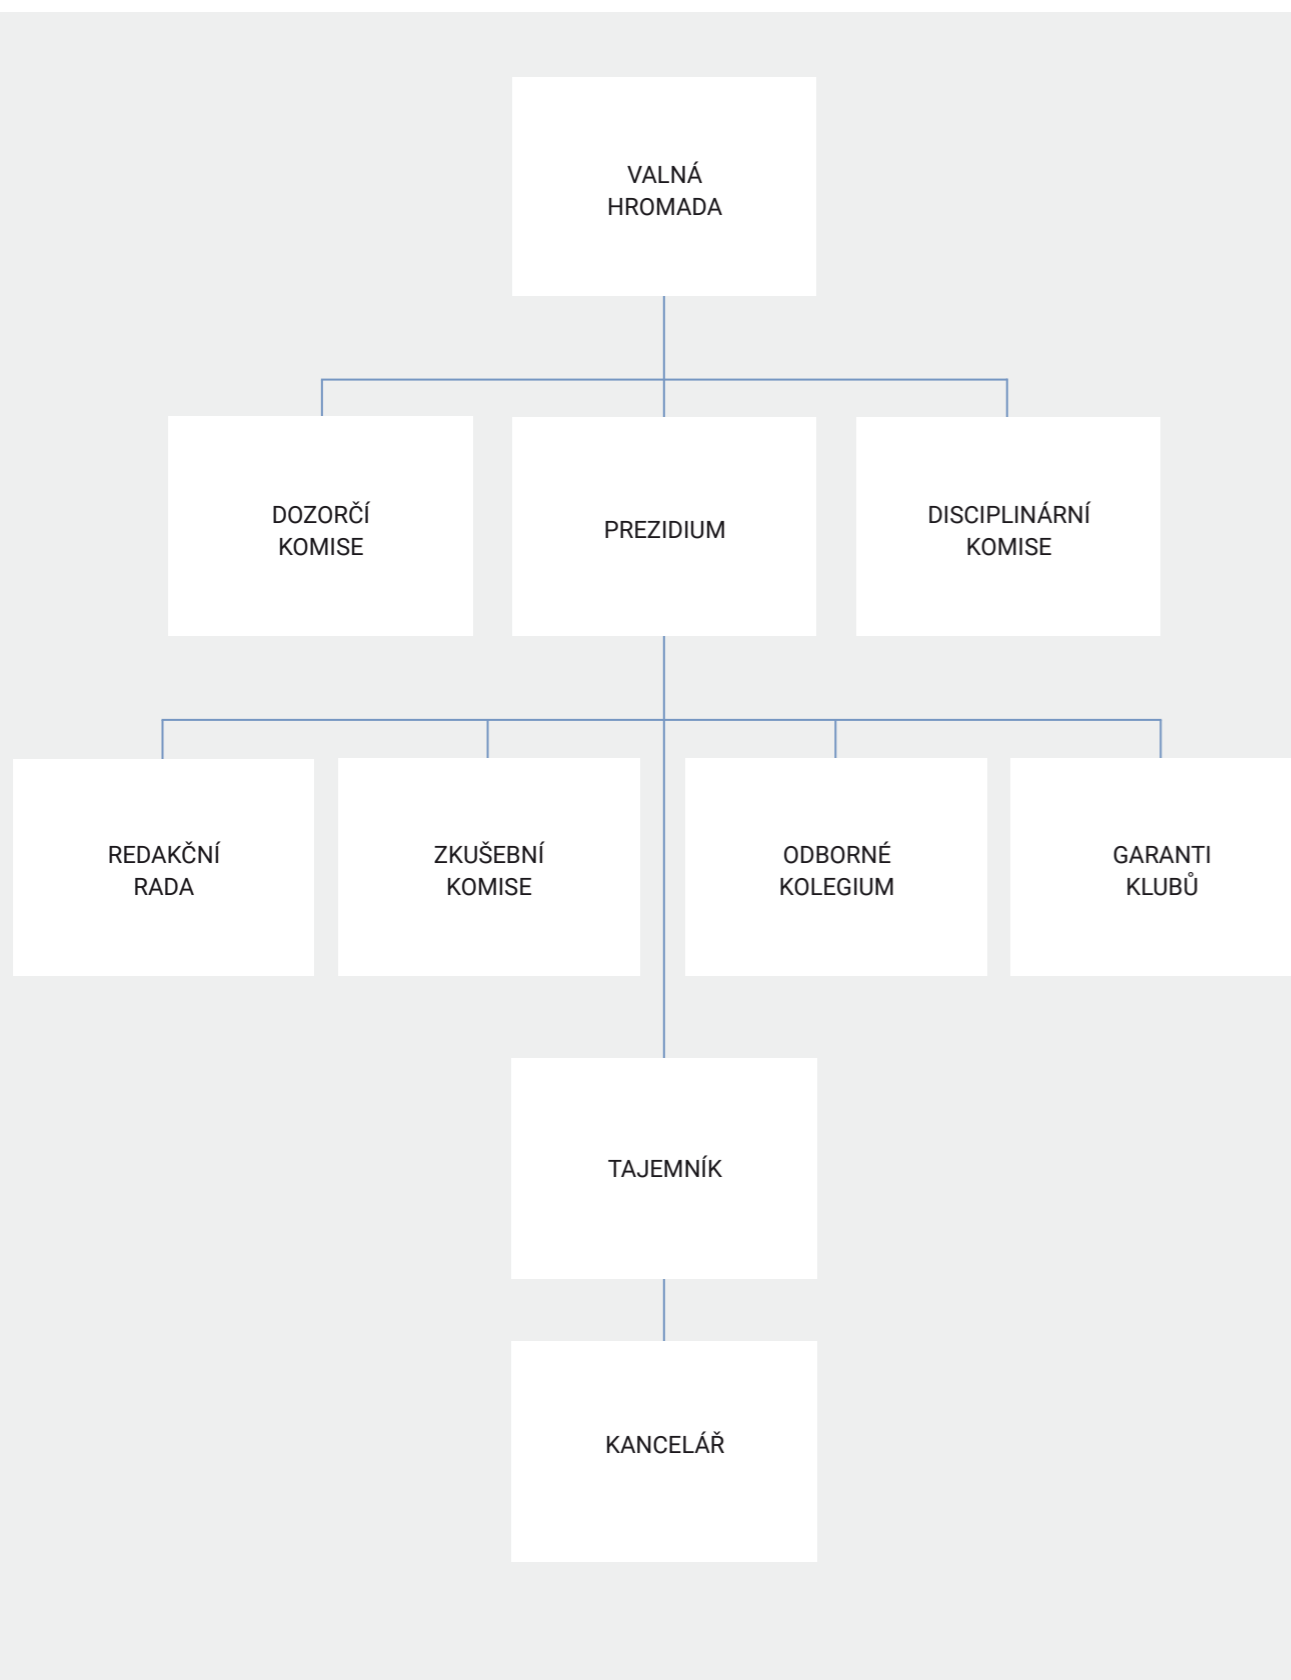 VALNÁ
HROMADA
DOZORČÍ
KOMISE
PREZIDIUM
DISCIPLINÁRNÍ
KOMISE
REDAKČNÍ
RADA
ZKUŠEBNÍ
KOMISE
ODBORNÉ
KOLEGIUM
GARANTI
KLUBŮ
TAJEMNÍK
KANCELÁŘ